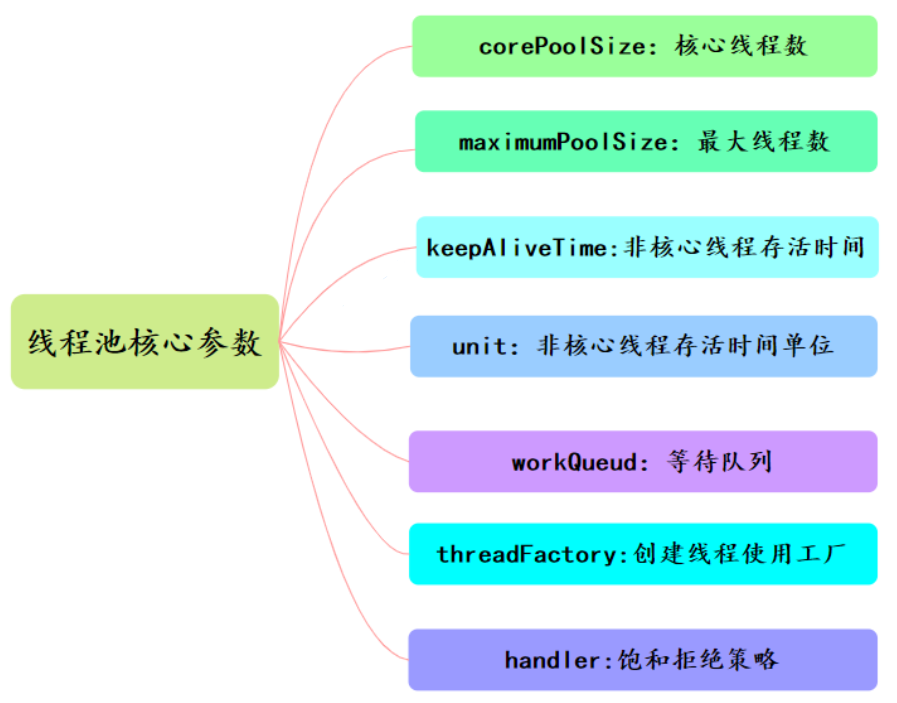 线程池核心参数
corePoolSize: 核心线程数
maximumPoolSize: 最大线程数
keepAliveTime:非核心线程存活时间
unit: 非核心线程存活时间单位
workQueud: 等待队列
threadFactory:创建线程使用工厂
handler:饱和拒绝策略